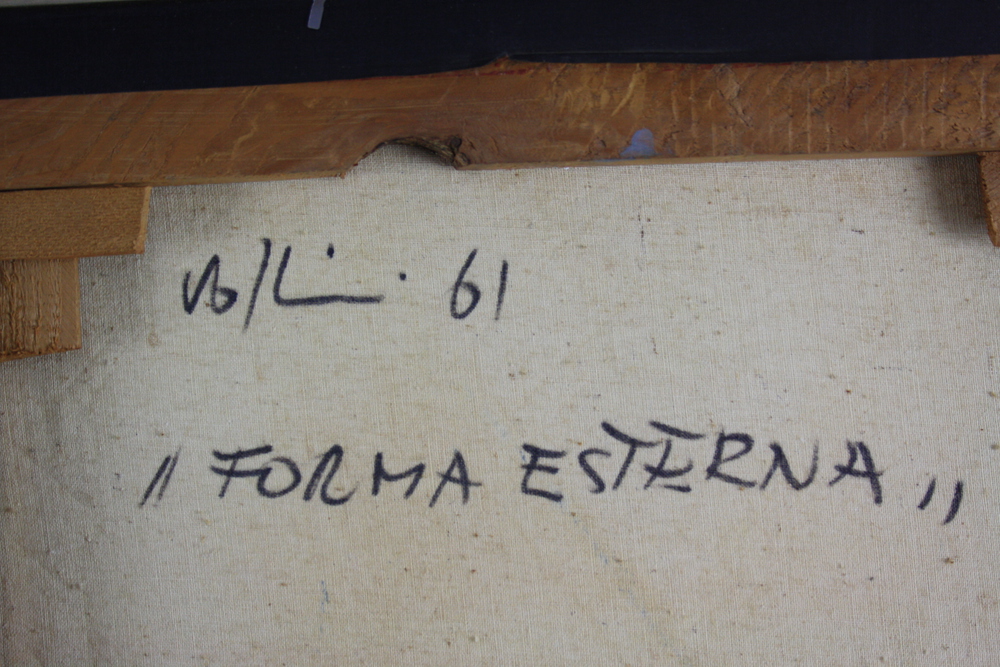 61
" FORMA ESTERNA "